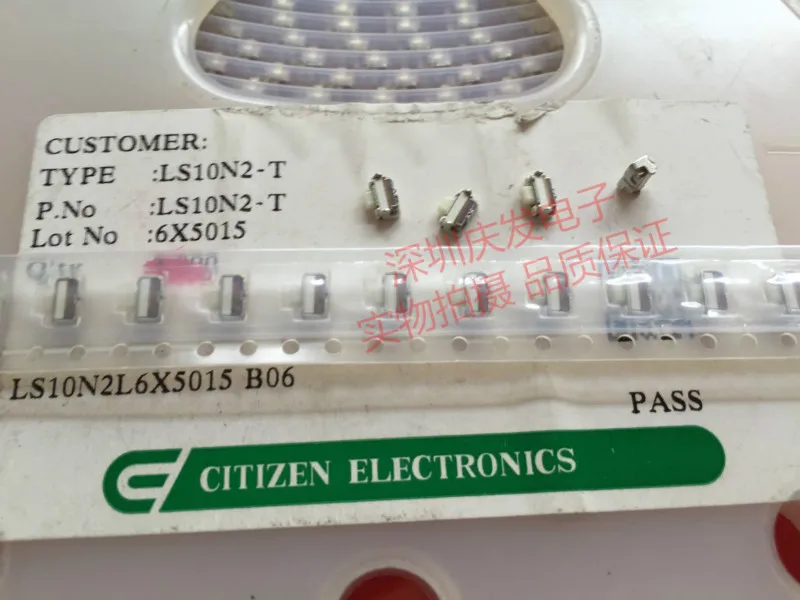 CUSTOMER:
TYPE :LS10N2-T
P.No :LS10N2-T
Lot No :6X5015
Q'ty
深圳庆发电子
实物拍摄 品质保证
LS10N2L6X5015 B06
PASS
CITIZEN ELECTRONICS